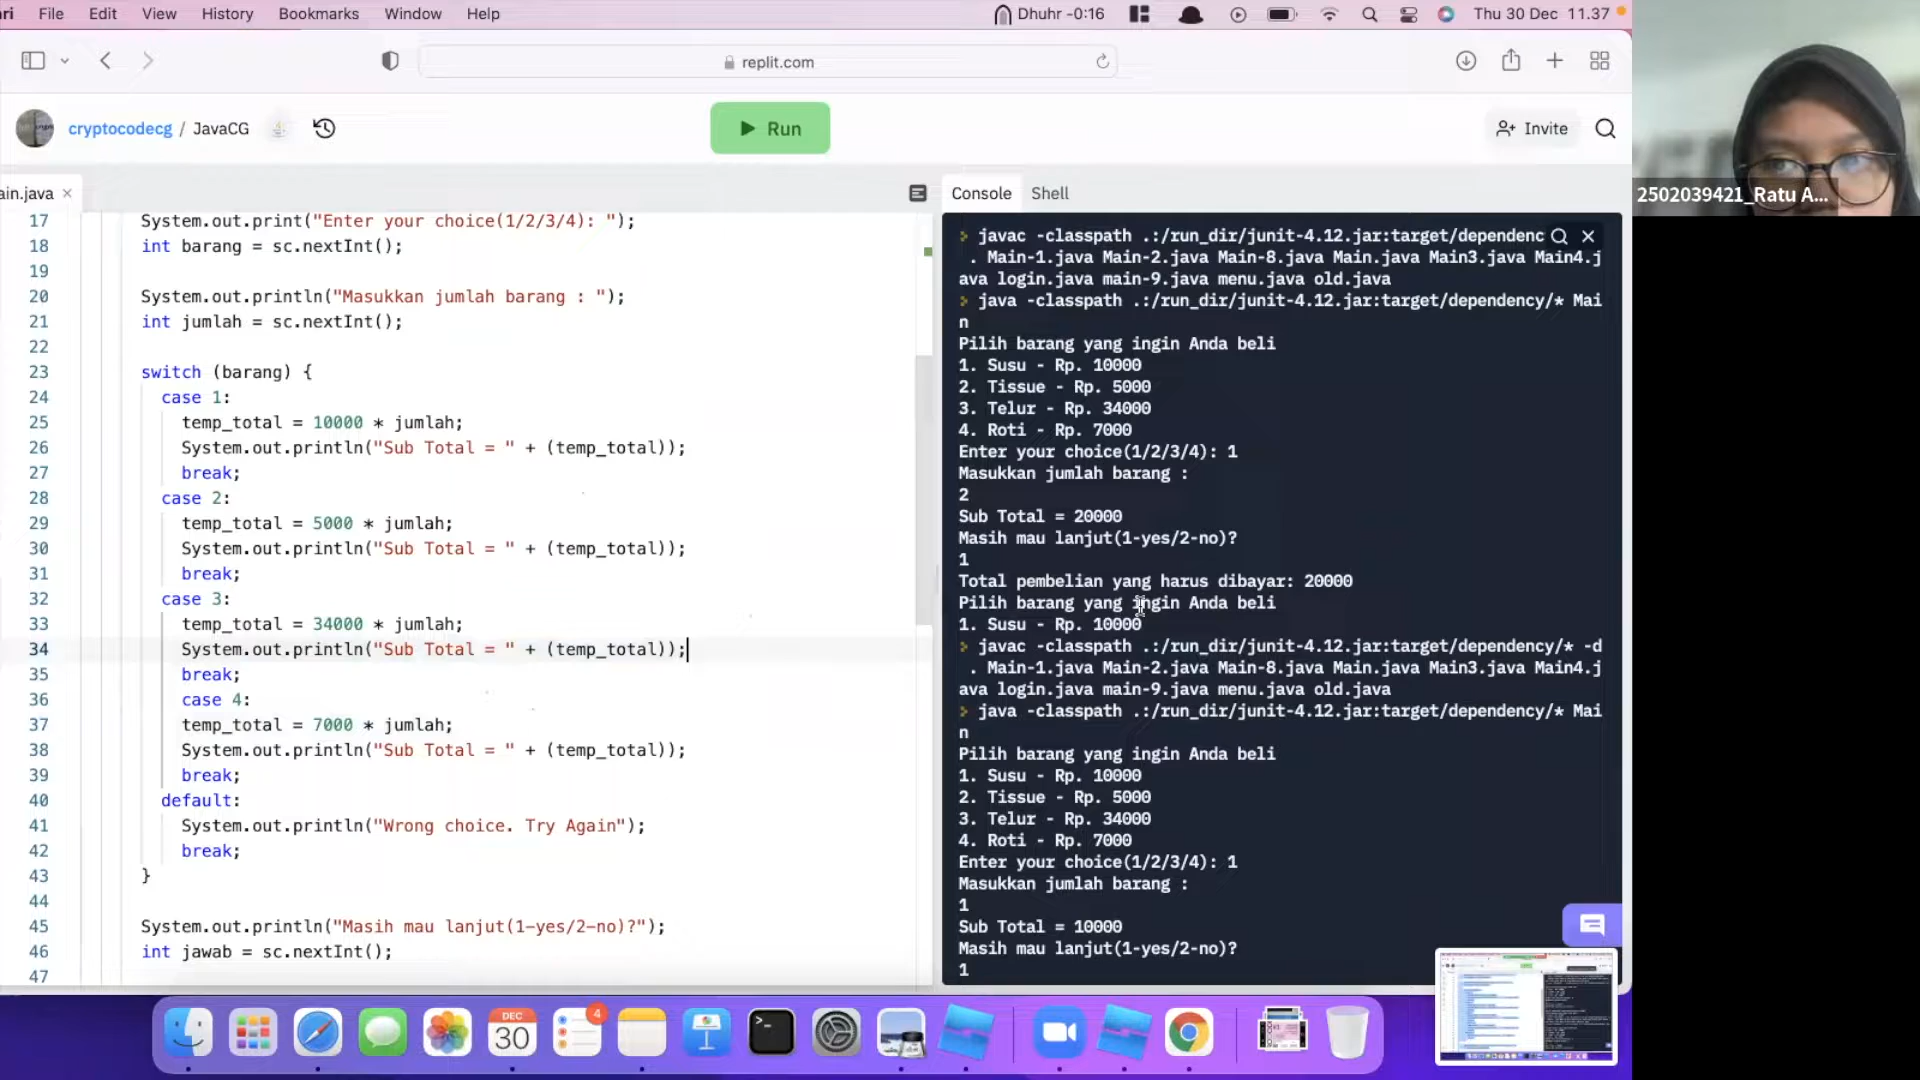 ri File Edit View History Bookmarks Window Help Dhuhr -0:16 Thu 30 Dec 11.37
replit.com
cryptocodecg / JavaCG Run Invite
2502039421_Ratu A...
ain.java × Console Shell
17 System.out.print("Enter your choice(1/2/3/4): ");
18 int barang = sc.nextInt();
19
20 System.out.println("Masukkan jumlah barang : ");
21 int jumlah = sc.nextInt();
22
23 switch (barang) {
24 case 1:
25 temp_total = 10000 * jumlah;
26 System.out.println("Sub Total = " + (temp_total));
27 break;
28 case 2:
29 temp_total = 5000 * jumlah;
30 System.out.println("Sub Total = " + (temp_total));
31 break;
32 case 3:
33 temp_total = 34000 * jumlah;
34 System.out.println("Sub Total = " + (temp_total));
35 break;
36 case 4:
37 temp_total = 7000 * jumlah;
38 System.out.println("Sub Total = " + (temp_total));
39 break;
40 default:
41 System.out.println("Wrong choice. Try Again");
42 break;
43 }
44
45 System.out.println("Masih mau lanjut(1-yes/2-no)?");
46 int jawab = sc.nextInt();
47
javac -classpath .:/run_dir/junit-4.12.jar:target/dependenc
. Main-1.java Main-2.java Main-8.java Main.java Main3.java Main4.j
ava login.java main-9.java menu.java old.java
java -classpath .:/run_dir/junit-4.12.jar:target/dependency/* Mai
n
Pilih barang yang ingin Anda beli
1. Susu - Rp. 10000
2. Tissue - Rp. 5000
3. Telur - Rp. 34000
4. Roti - Rp. 7000
Enter your choice(1/2/3/4): 1
Masukkan jumlah barang :
2
Sub Total = 20000
Masih mau lanjut(1-yes/2-no)?
1
Total pembelian yang harus dibayar: 20000
Pilih barang yang ingin Anda beli
1. Susu - Rp. 10000
javac -classpath .:/run_dir/junit-4.12.jar:target/dependency/* -d
. Main-1.java Main-2.java Main-8.java Main.java Main3.java Main4.j
ava login.java main-9.java menu.java old.java
java -classpath .:/run_dir/junit-4.12.jar:target/dependency/* Mai
n
Pilih barang yang ingin Anda beli
1. Susu - Rp. 10000
2. Tissue - Rp. 5000
3. Telur - Rp. 34000
4. Roti - Rp. 7000
Enter your choice(1/2/3/4): 1
Masukkan jumlah barang :
1
Sub Total = 10000
Masih mau lanjut(1-yes/2-no)?
1
DEC
30
4